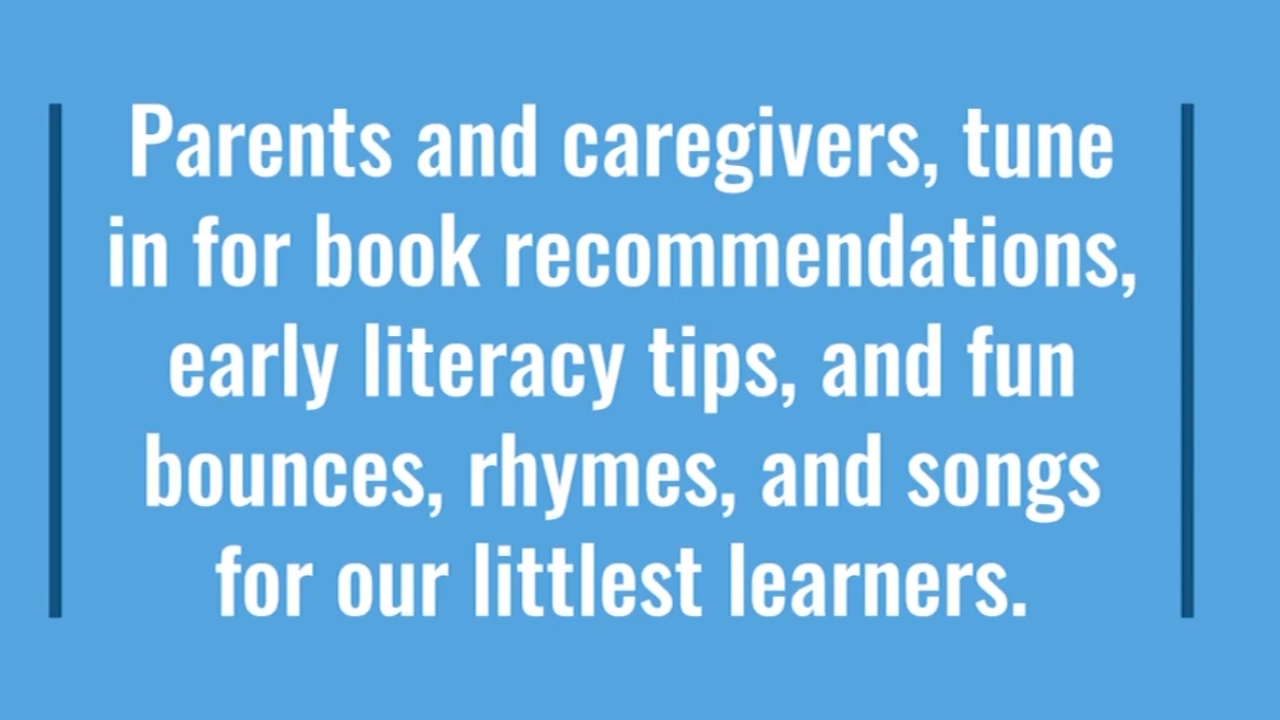 Parents and caregivers, tune
in for book recommendations,
early literacy tips, and fun
bounces, rhymes, and songs
for our littlest learners.